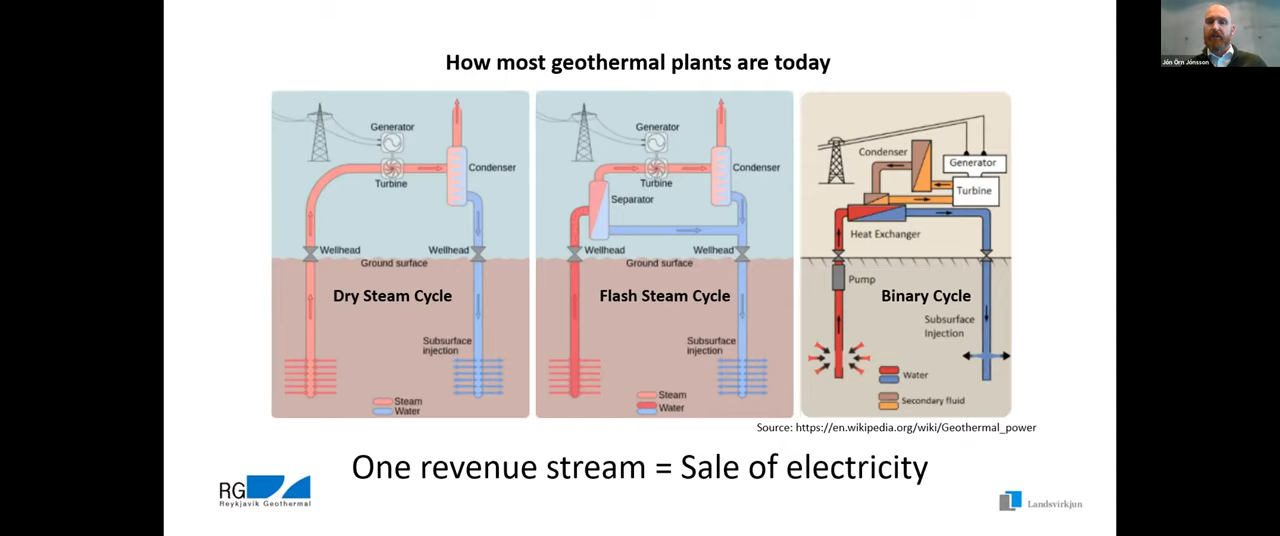 How most geothermal plants are today
Jón Örn Jónsson
Generator
Turbine
Condenser
Wellhead
Wellhead
Ground surface
Dry Steam Cycle
Subsurface
injection
Steam
Water
Generator
Turbine
Condenser
Separator
Wellhead
Wellhead
Ground surface
Flash Steam Cycle
Subsurface
injection
Steam
Water
Condenser
Generator
Turbine
Heat Exchanger
Pump
Binary Cycle
Subsurface
Injection
Water
Secondary fluid
Source: https://en.wikipedia.org/wiki/Geothermal_power
One revenue stream = Sale of electricity
RG
Reykjavik Geothermal
Landsvirkjun